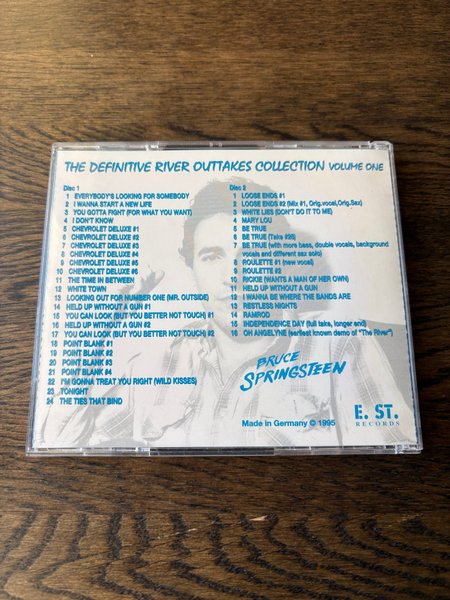 THE DEFINITIVE RIVER OUTTAKES COLLECTION VOLUME ONE
Disc 1
1 EVERYBODY'S LOOKING FOR SOMEBODY
2 I WANNA START A NEW LIFE
3 YOU GOTTA FIGHT (FOR WHAT YOU WANT)
4 I DON'T KNOW
5 CHEVROLET DELUXE #1
6 CHEVROLET DELUXE #2
7 CHEVROLET DELUXE #3
8 CHEVROLET DELUXE #4
9 CHEVROLET DELUXE #5
10 CHEVROLET DELUXE #6
11 THE TIME IN BETWEEN
12 WHITE TOWN
13 LOOKING OUT FOR NUMBER ONE (MR. OUTSIDE)
14 HELD UP WITHOUT A GUN #1
15 YOU CAN LOOK (BUT YOU BETTER NOT TOUCH) #1
16 HELD UP WITHOUT A GUN #2
17 YOU CAN LOOK (BUT YOU BETTER NOT TOUCH) #2
18 POINT BLANK #1
19 POINT BLANK #2
20 POINT BLANK #3
21 POINT BLANK #4
22 I'M GONNA TREAT YOU RIGHT (WILD KISSES)
23 TONIGHT
24 THE TIES THAT BIND
Disc 2
1 LOOSE ENDS #1
2 LOOSE ENDS #2 (Mix #1, Orig.vocal,Orig.Sax)
3 WHITE LIES (DON'T DO IT TO ME)
4 MARY LOU
5 BE TRUE
6 BE TRUE (Take #28)
7 BE TRUE (with more bass, double vocals, background
vocals and different sax solo)
8 ROULETTE #1 (new vocal)
9 ROULETTE #2
10 RICKIE (WANTS A MAN OF HER OWN)
11 HELD UP WITHOUT A GUN
12 I WANNA BE WHERE THE BANDS ARE
13 RESTLESS NIGHTS
14 RAMROD
15 INDEPENDENCE DAY (full take, longer end)
16 OH ANGELYNE (earliest known demo of "The River")
BRUCE
SPRINGSTEEN
Made in Germany © 1995
E. ST.
RECORDS